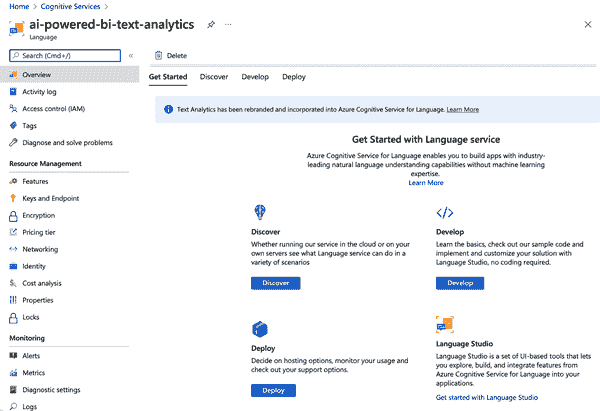 Home > Cognitive Services >
ai-powered-bi-text-analytics
Language
Search (Cmd+/)
Overview
Activity log
Access control (IAM)
Tags
Diagnose and solve problems
Resource Management
Features
Keys and Endpoint
Encryption
Pricing tier
Networking
Identity
Cost analysis
Properties
Locks
Monitoring
Alerts
Metrics
Diagnostic settings
Logs
Delete
Get Started Discover Develop Deploy
Text Analytics has been rebranded and incorporated into Azure Cognitive Service for Language. Learn More
Get Started with Language service
Azure Cognitive Service for Language enables you to build apps with industry-
leading natural language understanding capabilities without machine learning
expertise.
Learn More
Discover
Whether running our service in the cloud or on your
own servers see what Language service can do in a
variety of scenarios
Discover
Develop
Learn the basics, check out our sample code and
implement and customize your solution with
Language Studio, no coding required.
Develop
Deploy
Decide on hosting options, monitor your usage and
check out your support options.
Deploy
Language Studio
Language Studio is a set of UI-based tools that lets
you explore, build, and integrate features from
Azure Cognitive Service for Language into your
applications.
Get started with Language Studio